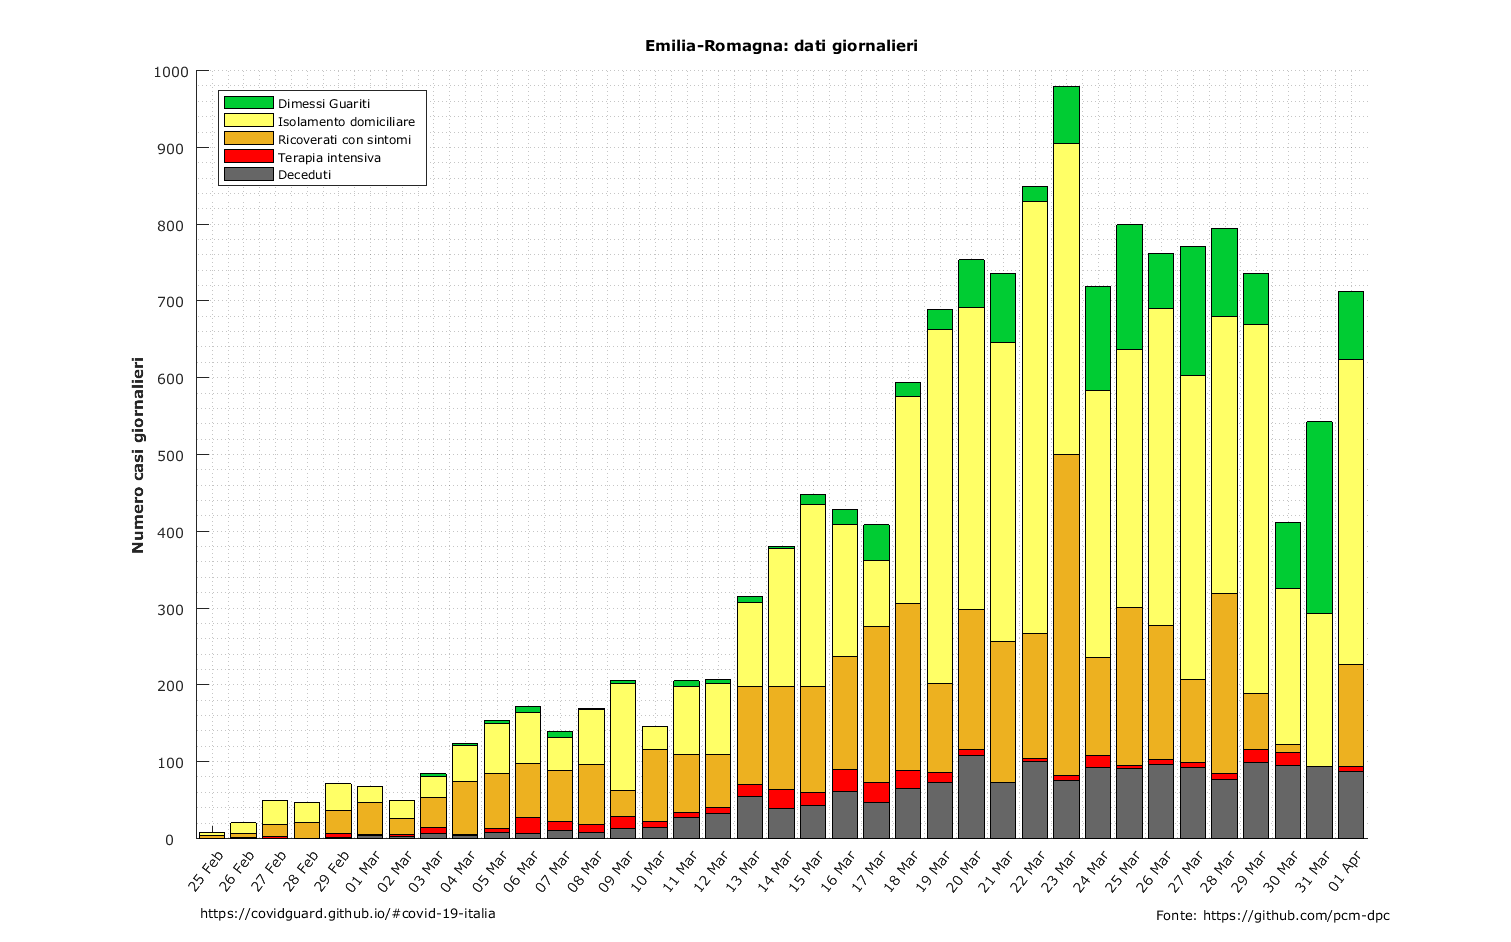 Emilia-Romagna: dati giornalieri
1000
900
800
700
600
500
400
300
200
100
0
Numero casi giornalieri
Dimessi Guariti
Isolamento domiciliare
Ricoverati con sintomi
Terapia intensiva
Deceduti
25 Feb
26 Feb
27 Feb
28 Feb
29 Feb
01 Mar
02 Mar
03 Mar
04 Mar
05 Mar
06 Mar
07 Mar
08 Mar
09 Mar
10 Mar
11 Mar
12 Mar
13 Mar
14 Mar
15 Mar
16 Mar
17 Mar
18 Mar
19 Mar
20 Mar
21 Mar
22 Mar
23 Mar
24 Mar
25 Mar
26 Mar
27 Mar
28 Mar
29 Mar
30 Mar
31 Mar
01 Apr
https://covidguard.github.io/#covid-19-italia
Fonte: https://github.com/pcm-dpc